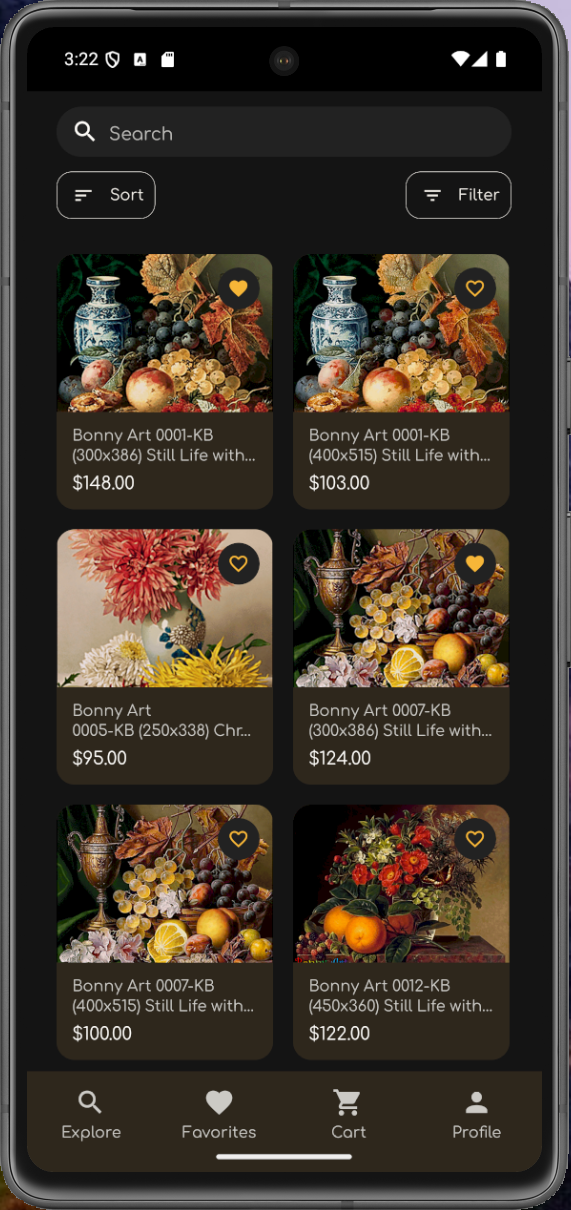 3:22
Search
Sort
Filter
Bonny Art 0001-KB
(300x386) Still Life with...
$148.00
Bonny Art 0001-KB
(400x515) Still Life with...
$103.00
Bonny Art
0005-KB (250x338) Chr...
$95.00
Bonny Art 0007-KB
(300x386) Still Life with...
$124.00
Bonny Art 0007-KB
(400x515) Still Life with...
$100.00
Bonny Art 0012-KB
(450x360) Still Life with...
$122.00
Explore
Favorites
Cart
Profile